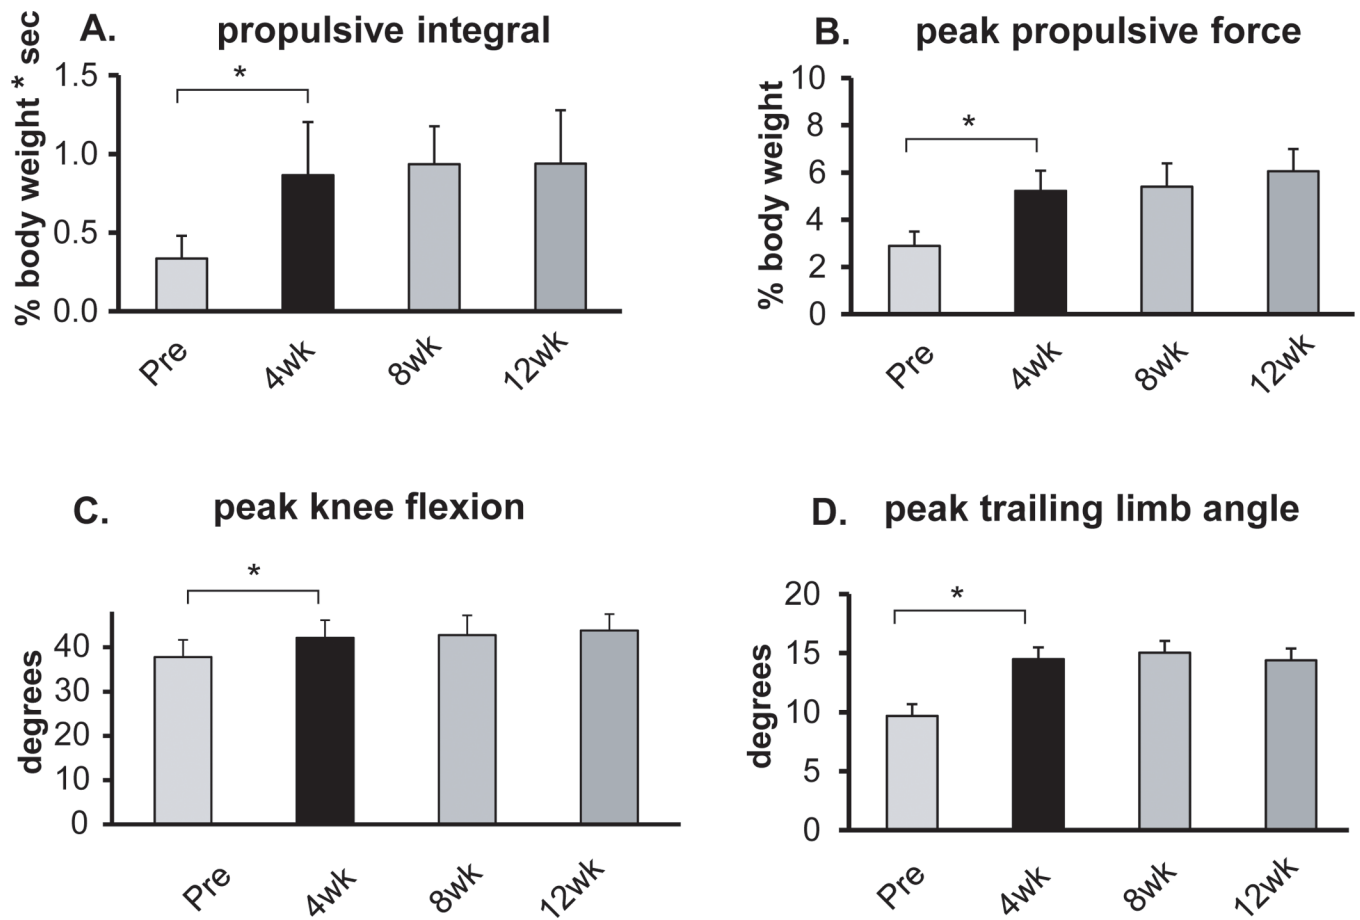 A. propulsive integral
% body weight * sec
1.5
1.0
0.5
0.0
*
Pre 4wk 8wk 12wk
B. peak propulsive force
% body weight
10
8
6
4
2
0
*
Pre 4wk 8wk 12wk
C. peak knee flexion
degrees
40
30
20
10
0
*
Pre 4wk 8wk 12wk
D. peak trailing limb angle
degrees
20
15
10
5
0
*
Pre 4wk 8wk 12wk